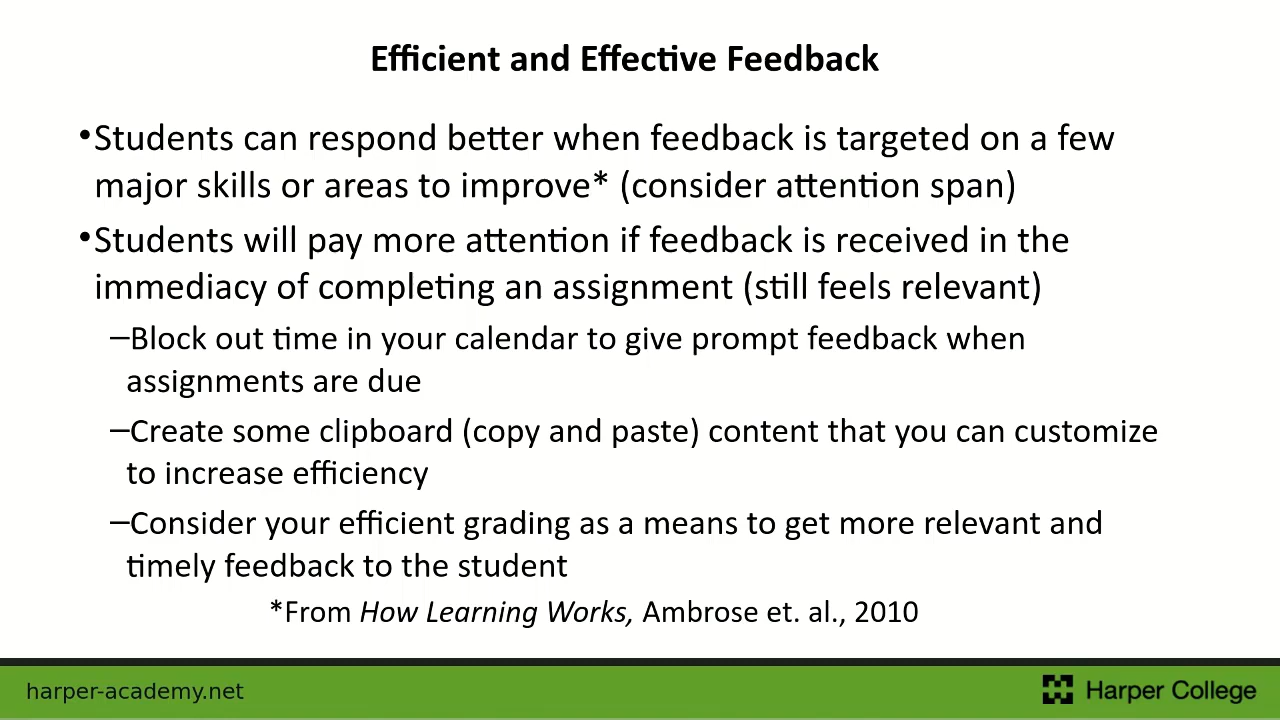 Efficient and Effective Feedback
•Students can respond better when feedback is targeted on a few
major skills or areas to improve* (consider attention span)
•Students will pay more attention if feedback is received in the
immediacy of completing an assignment (still feels relevant)
–Block out time in your calendar to give prompt feedback when
assignments are due
–Create some clipboard (copy and paste) content that you can customize
to increase efficiency
–Consider your efficient grading as a means to get more relevant and
timely feedback to the student
*From How Learning Works, Ambrose et. al., 2010
harper-academy.net
Harper College